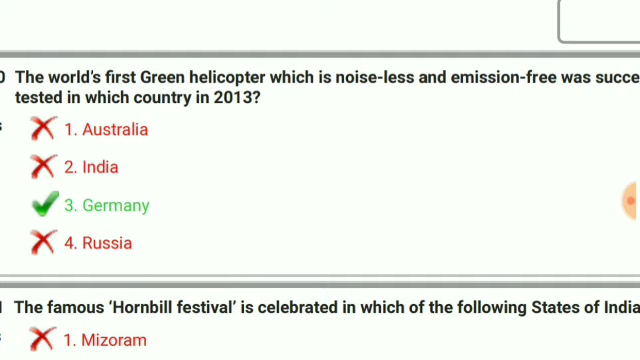 The world's first Green helicopter which is noise-less and emission-free was succe
tested in which country in 2013?
1. Australia
2. India
3. Germany
4. Russia
The famous ‘Hornbill festival’ is celebrated in which of the following States of India
1. Mizoram